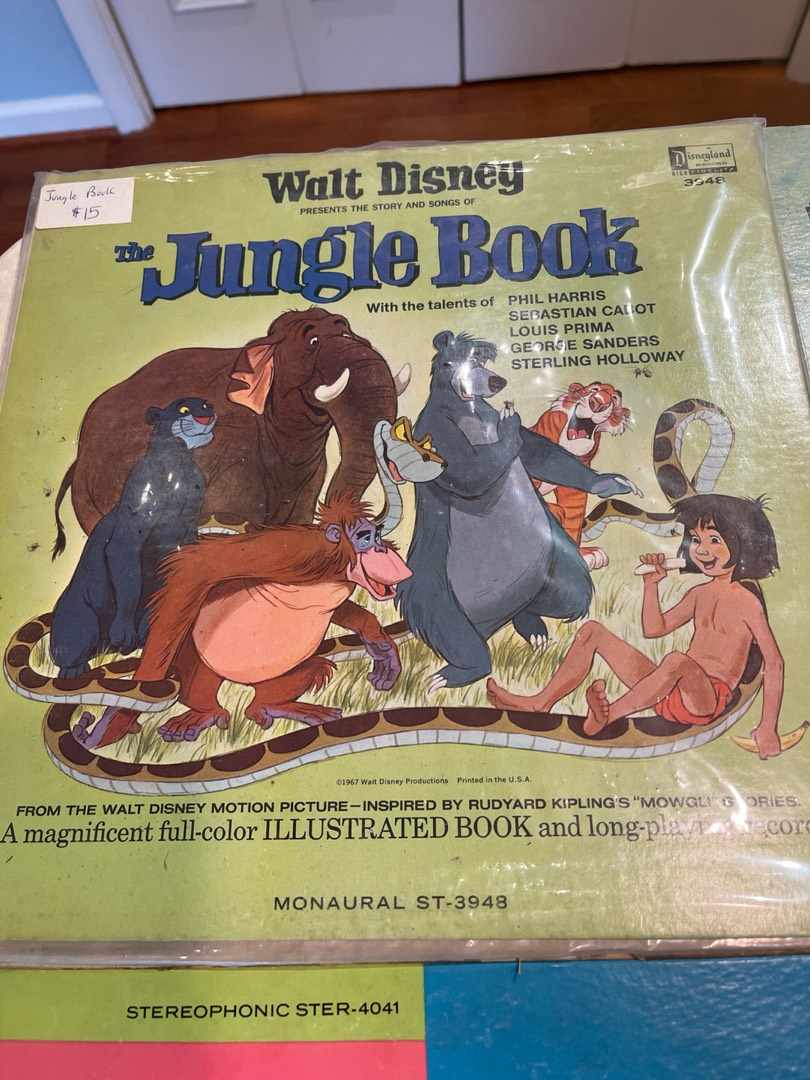 Jungle Book
$15
Walt Disney
PRESENTS THE STORY AND SONGS OF
The Jungle Book
With the talents of
PHIL HARRIS
SEBASTIAN CABOT
LOUIS PRIMA
GEORGE SANDERS
STERLING HOLLOWAY
Disneyland
RECORD
HIGH FIDELITY
3948
©1967 Walt Disney Productions Printed in the U.S.A.
FROM THE WALT DISNEY MOTION PICTURE—INSPIRED BY RUDYARD KIPLING'S "MOWGLI" STORIES.
A magnificent full-color ILLUSTRATED BOOK and long-playing record
MONAURAL ST-3948
STEREOPHONIC STER-4041